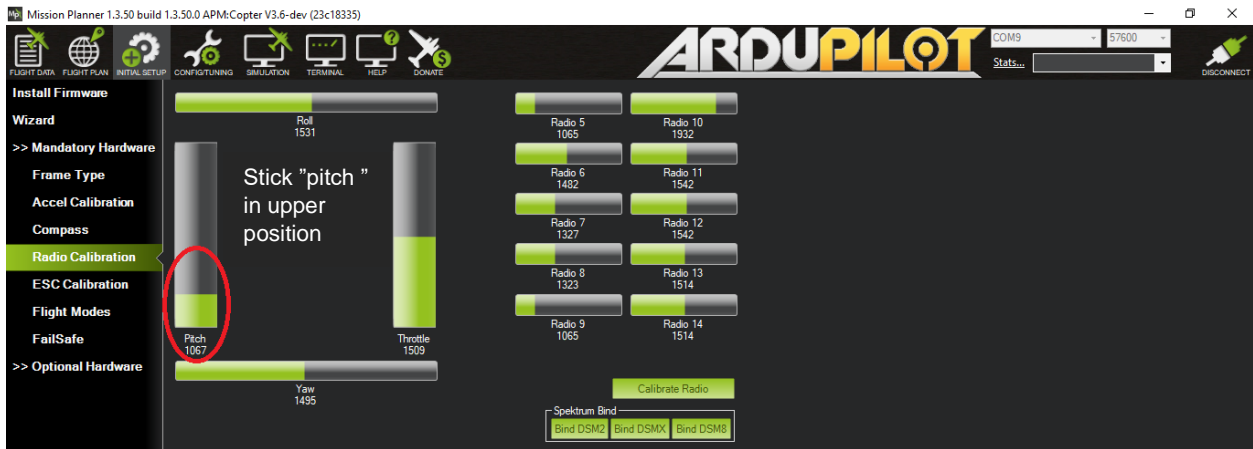 Mission Planner 1.3.50 build 1.3.50.0 APM:Copter V3.6-dev (23c18335)
FLIGHT DATA FLIGHT PLAN INITIAL SETUP CONFIG/TUNING SIMULATION TERMINAL HELP DONATE
ARDUPILOT
COM9 57600
Stats...
DISCONNECT
Install Firmware
Wizard
>> Mandatory Hardware
Frame Type
Accel Calibration
Compass
Radio Calibration
ESC Calibration
Flight Modes
FailSafe
>> Optional Hardware
Roll
1531
Stick ”pitch ”
in upper
position
Pitch
1067
Throttle
1509
Yaw
1495
Radio 5
1065
Radio 10
1932
Radio 6
1482
Radio 11
1542
Radio 7
1327
Radio 12
1542
Radio 8
1323
Radio 13
1514
Radio 9
1065
Radio 14
1514
Calibrate Radio
Spektrum Bind
Bind DSM2 Bind DSMX Bind DSM8